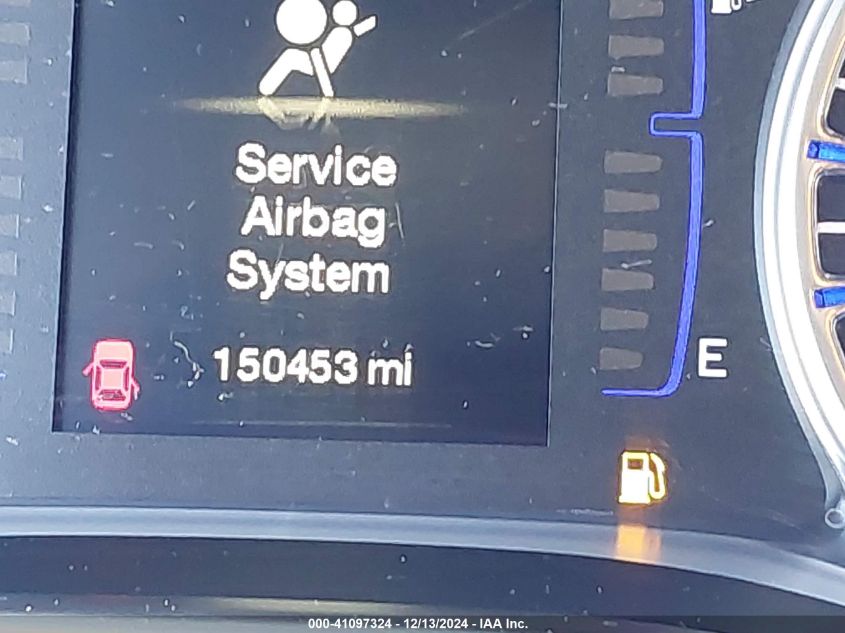 Service
Airbag
System
150453 mi
E
000-41097324 - 12/13/2024 - IAA Inc.